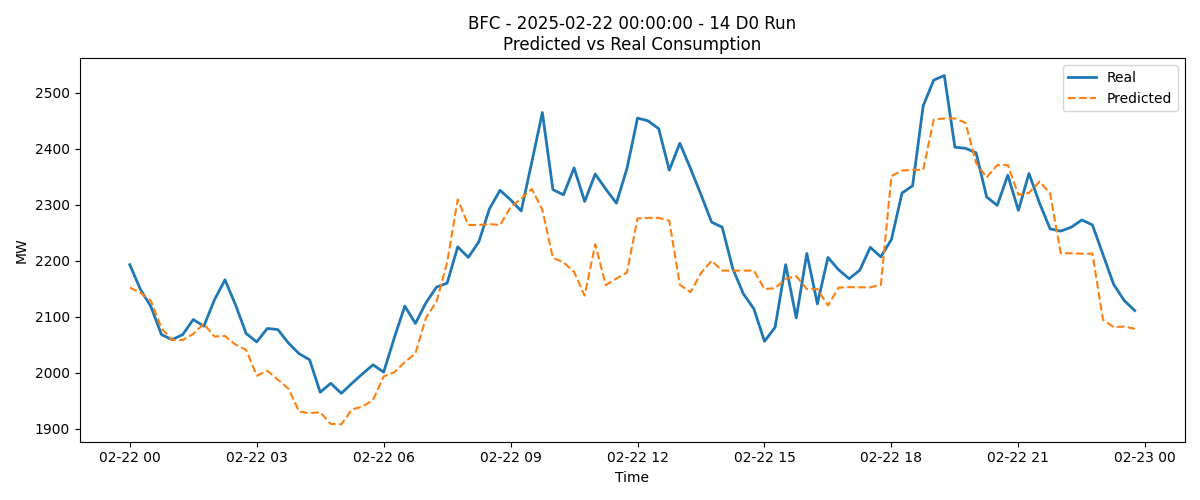 BFC - 2025-02-22 00:00:00 - 14 D0 Run
Predicted vs Real Consumption
Real
Predicted
MW
2500
2400
2300
2200
2100
2000
1900
02-22 00
02-22 03
02-22 06
02-22 09
02-22 12
02-22 15
02-22 18
02-22 21
02-23 00
Time